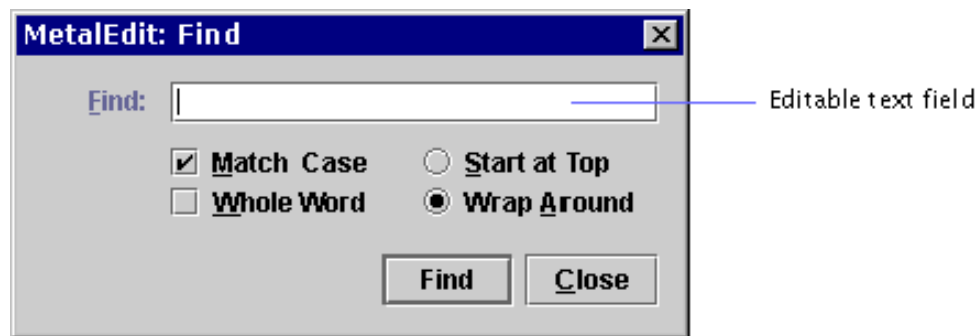 MetalEdit: Find
Find:
Editable text field
Match Case
Start at Top
Whole Word
Wrap Around
Find
Close